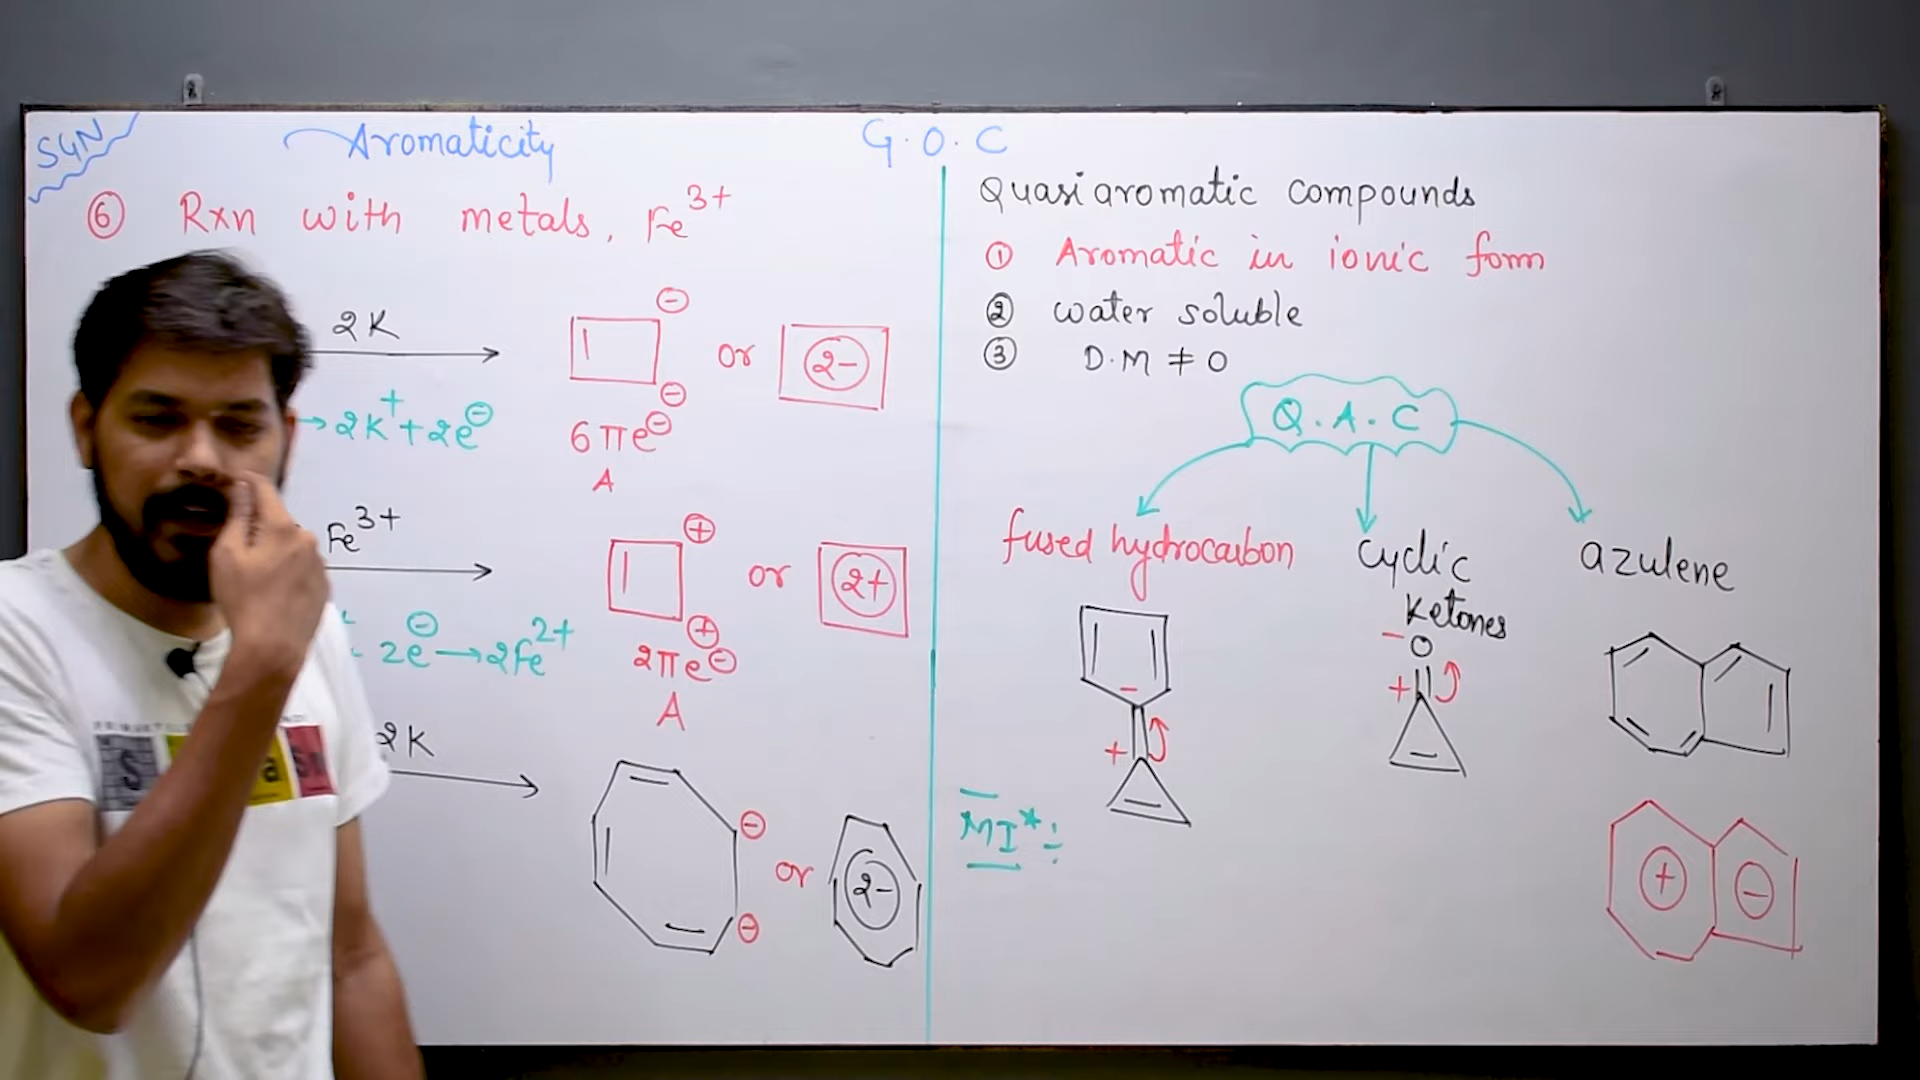 SGN
Aromaticity
G.O.C
⑥ Rxn with metals, Fe³⁺
2K
⊖
⊖
or
2-
→ 2K⁺ + 2e⊖
6πe⊖
A
Fe³⁺
⊕
⊕
or
2+
2e⊖ → 2Fe²⁺
2πe⊖
A
2K
⊖
⊖
or
2-
Quasiaromatic compounds
① Aromatic in ionic form
② water soluble
③ D.M ≠ 0
Q.A.C
fused hydrocarbon
cyclic
Ketones
azulene
-
+
-
O
+
MI*:
+
-